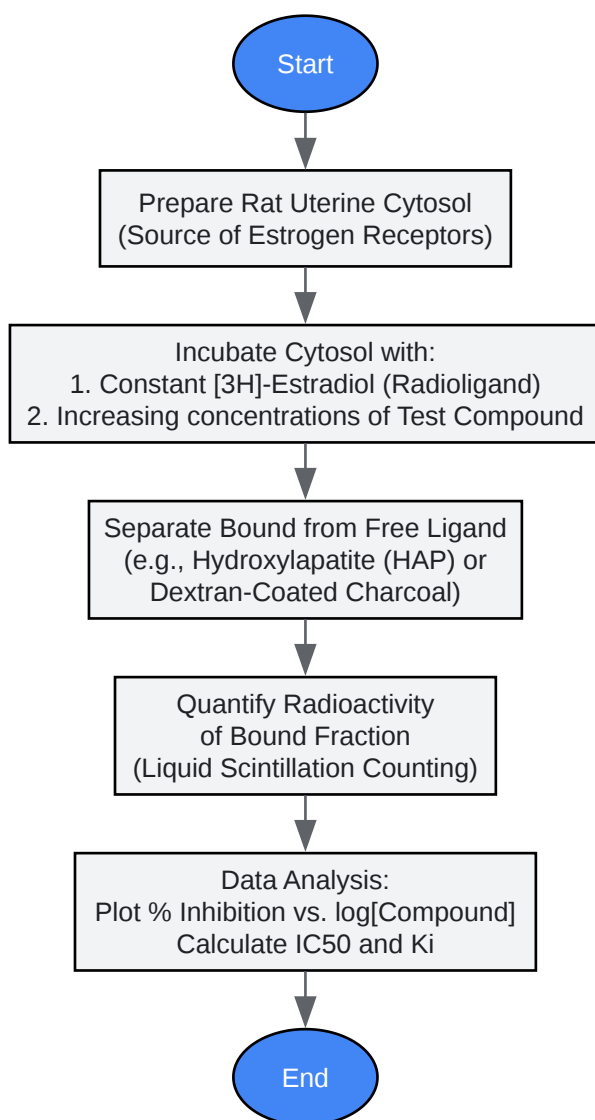 Start
Prepare Rat Uterine Cytosol
(Source of Estrogen Receptors)
Incubate Cytosol with:
1. Constant [3H]-Estradiol (Radioligand)
2. Increasing concentrations of Test Compound
Separate Bound from Free Ligand
(e.g., Hydroxylapatite (HAP) or
Dextran-Coated Charcoal)
Quantify Radioactivity
of Bound Fraction
(Liquid Scintillation Counting)
Data Analysis:
Plot % Inhibition vs. log[Compound]
Calculate IC50 and Ki
End